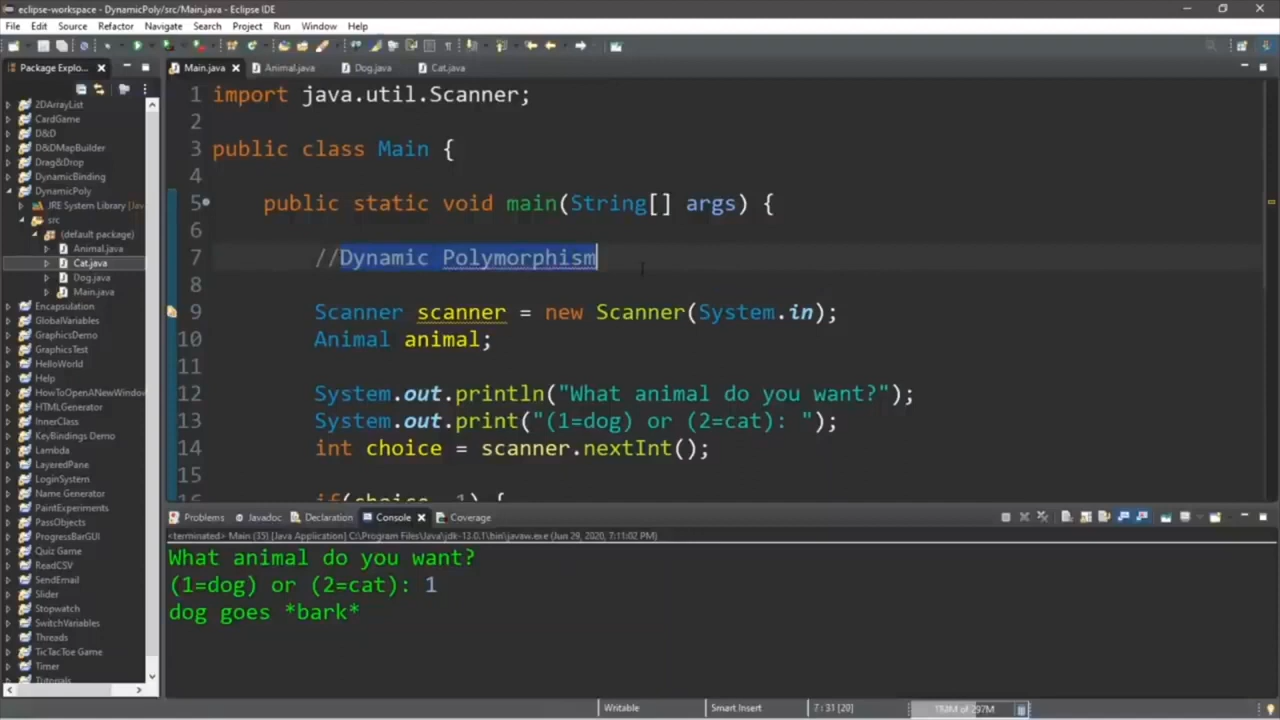 eclipse-workspace - DynamicPoly/src/Main.java - Eclipse IDE
File Edit Source Refactor Navigate Search Project Run Window Help
Package Explo...
Main.java Animal.java Dog.java Cat.java
2DArrayList
CardGame
D&D
D&DMapBuilder
Drag&Drop
DynamicBinding
DynamicPoly
JRE System Library [Jav
src
(default package)
Animal.java
Cat.java
Dog.java
Main.java
Encapsulation
GlobalVariables
GraphicsDemo
GraphicsTest
HelloWorld
Help
HowToOpenANewWindow
HTMLGenerator
InnerClass
KeyBindings Demo
Lambda
LayeredPane
LoginSystem
Name Generator
PaintExperiments
PassObjects
ProgressBarGUI
Quiz Game
ReadCSV
SendEmail
Slider
Stopwatch
SwitchVariables
Threads
TicTacToe Game
Timer
Tutorials
1 import java.util.Scanner;
2
3 public class Main {
4
5 public static void main(String[] args) {
6
7 //Dynamic Polymorphism
8
9 Scanner scanner = new Scanner(System.in);
10 Animal animal;
11
12 System.out.println("What animal do you want?");
13 System.out.print("(1=dog) or (2=cat): ");
14 int choice = scanner.nextInt();
15
Problems Javadoc Declaration Console Coverage
<terminated> Main (35) [Java Application] C:\Program Files\Java\jdk-13.0.1\bin\javaw.exe (Jun 29, 2020, 7:11:02 PM)
What animal do you want?
(1=dog) or (2=cat): 1
dog goes *bark*
Writable Smart Insert 7 : 31 [20] of 297M